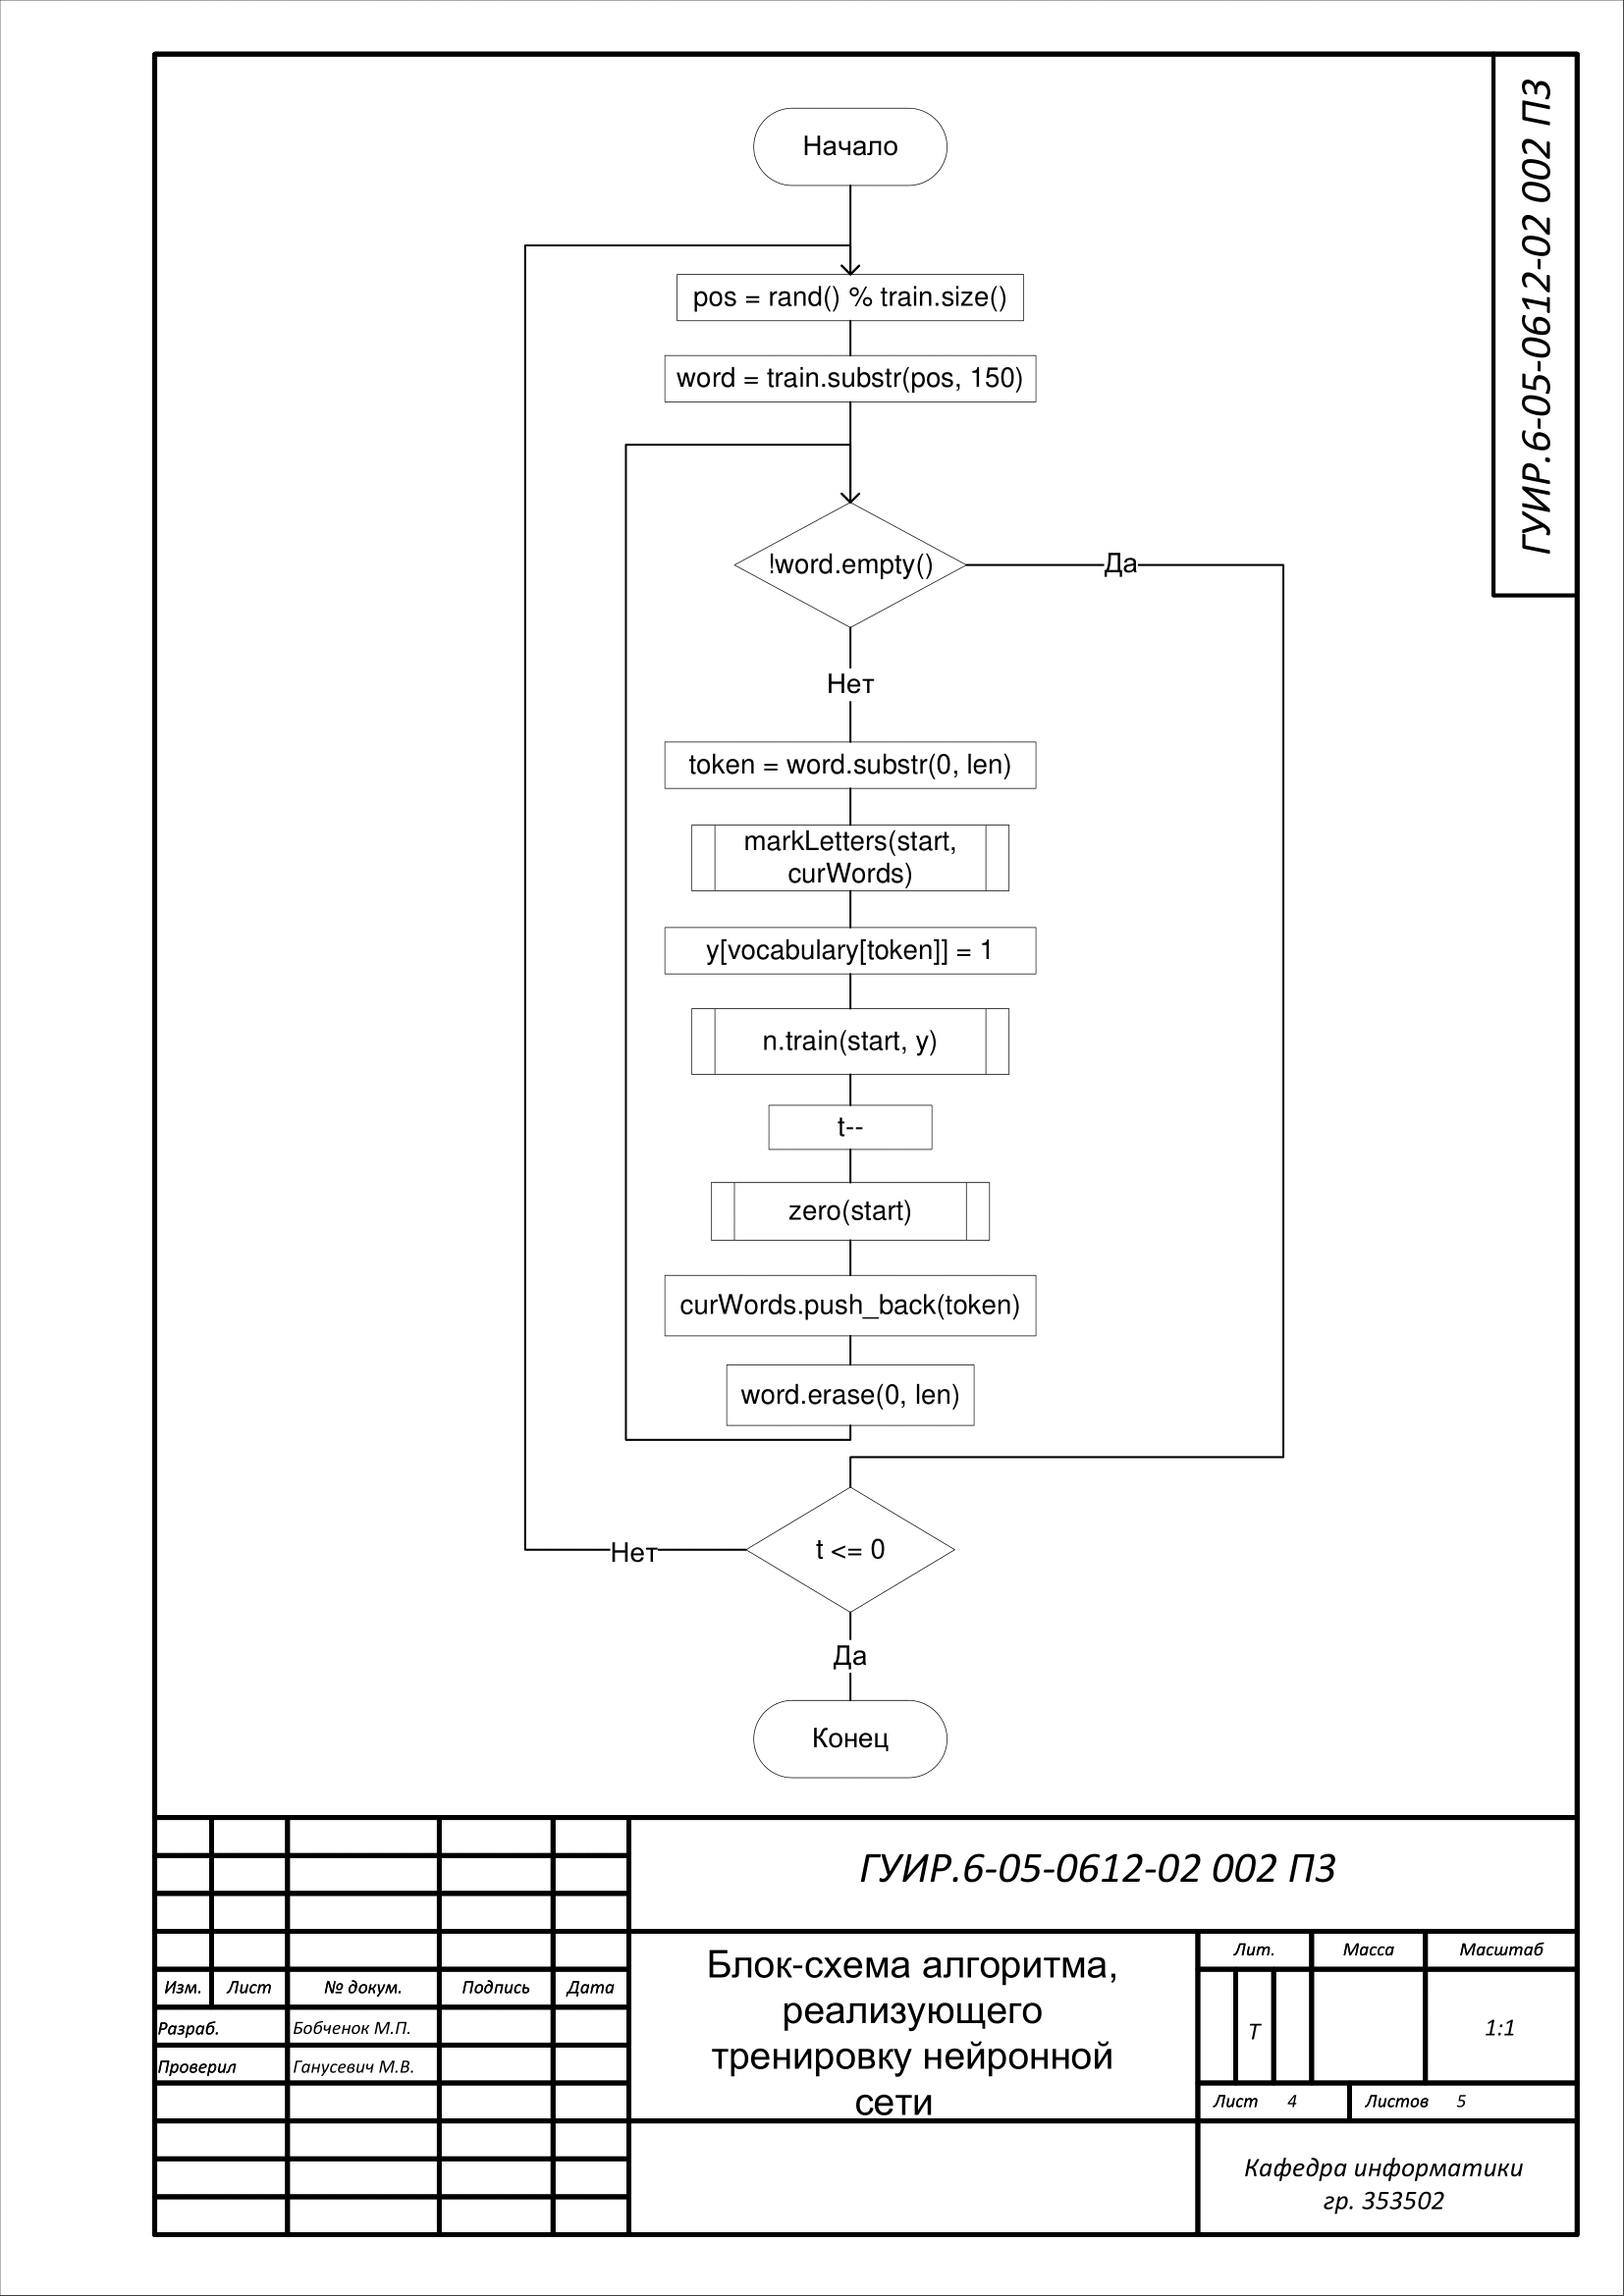 ГУИР.6-05-0612-02 002 ПЗ
Начало
pos = rand() % train.size()
word = train.substr(pos, 150)
!word.empty()
Да
Нет
token = word.substr(0, len)
markLetters(start,
curWords)
y[vocabulary[token]] = 1
n.train(start, y)
t--
zero(start)
curWords.push_back(token)
word.erase(0, len)
t <= 0
Нет
Да
Конец
ГУИР.6-05-0612-02 002 ПЗ
Изм. Лист № докум. Подпись Дата
Разраб. Бобченок М.П.
Проверил Ганусевич М.В.
Блок-схема алгоритма,
реализующего
тренировку нейронной
сети
Лит. Масса Масштаб
Т 1:1
Лист 4 Листов 5
Кафедра информатики
гр. 353502